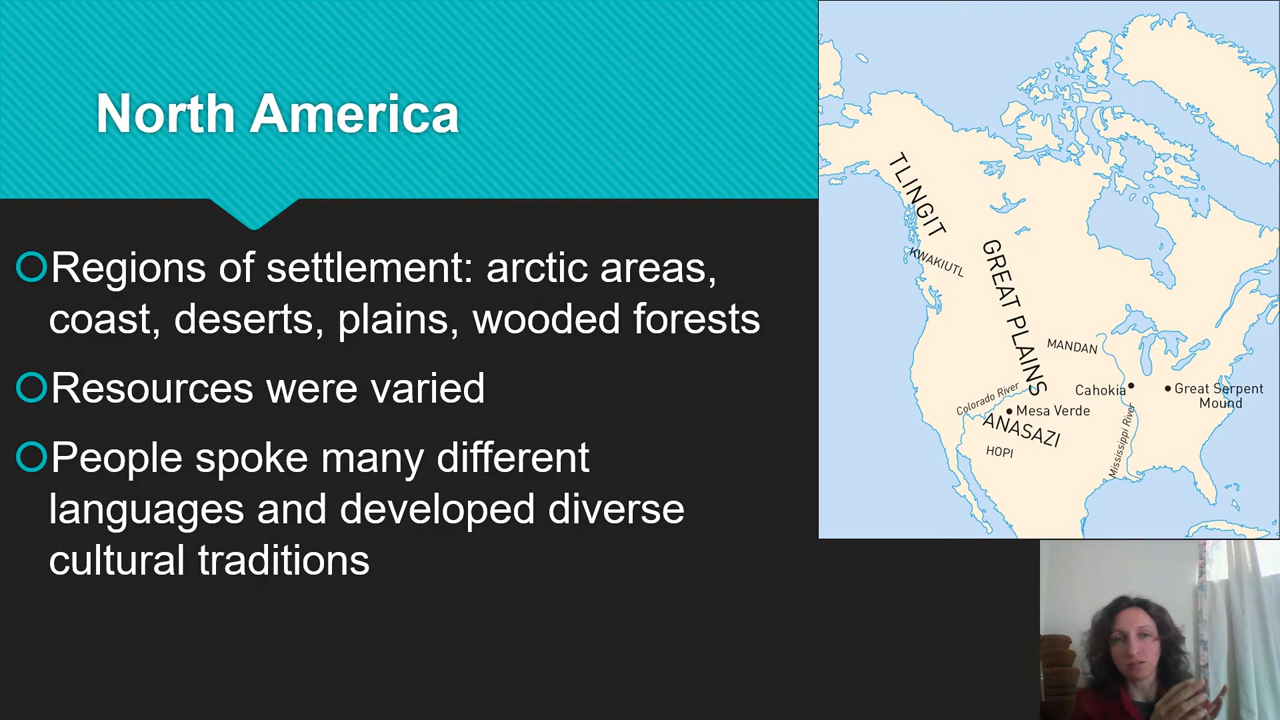 North America
Regions of settlement: arctic areas,
coast, deserts, plains, wooded forests
Resources were varied
People spoke many different
languages and developed diverse
cultural traditions
TLINGIT
KWAKIUTL
GREAT PLAINS
MANDAN
Cahokia
Great Serpent
Mound
Colorado River
Mesa Verde
ANASAZI
HOPI
Mississippi River